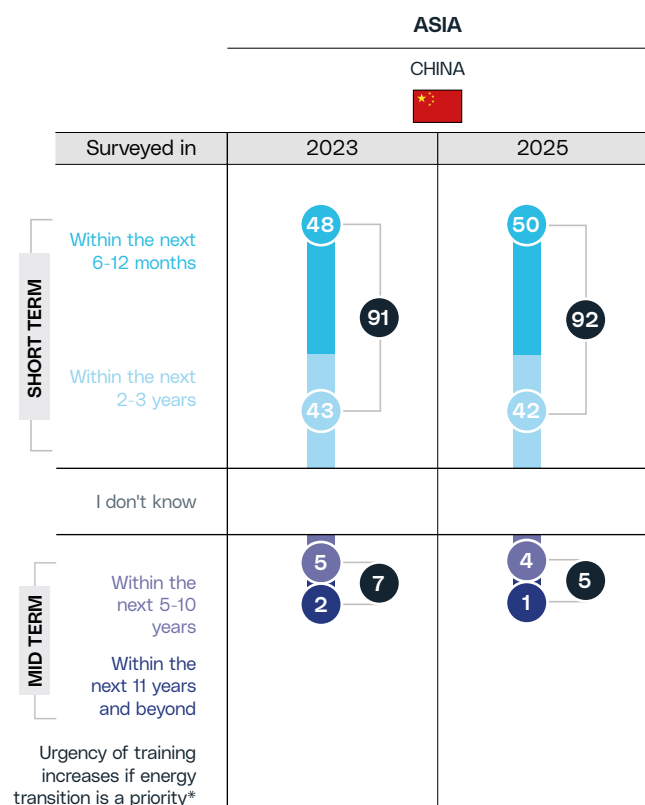 ASIA
CHINA
Surveyed in 2023 2025
Within the next
6-12 months
48 50
91 92
SHORT TERM
Within the next
2-3 years
43 42
I don't know
MID TERM
Within the
next 5-10
years
5 4
7 5
2 1
Within the
next 11 years
and beyond
Urgency of training
increases if energy
transition is a priority*